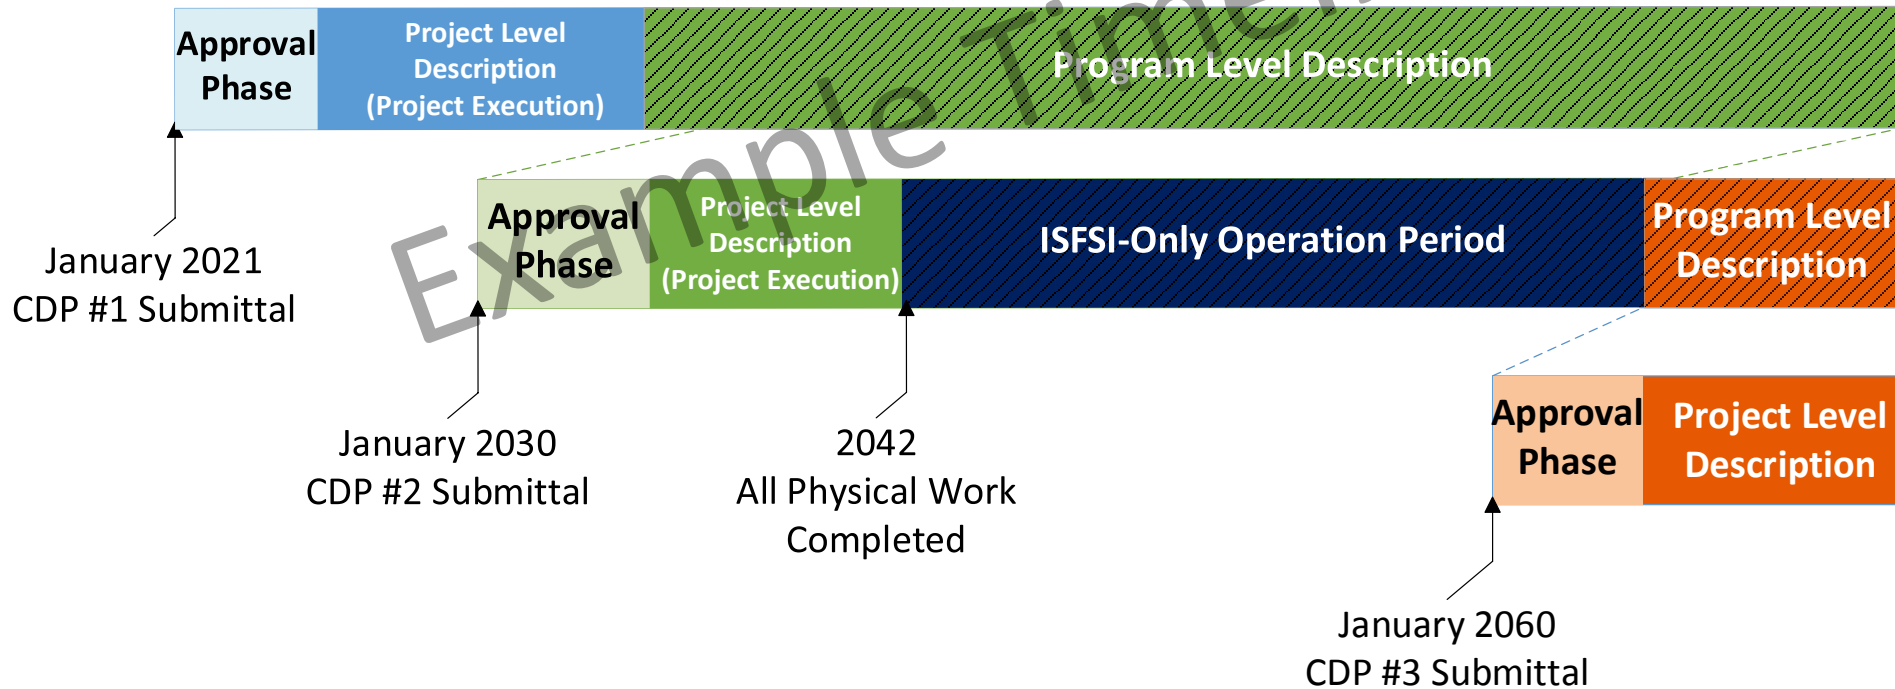 Approval
Phase
Project Level
Description
(Project Execution)
Program Level Description
January 2021
CDP #1 Submittal
Approval
Phase
Project Level
Description
(Project Execution)
ISFSI-Only Operation Period
Program Level
Description
January 2030
CDP #2 Submittal
2042
All Physical Work
Completed
Approval
Phase
Project Level
Description
January 2060
CDP #3 Submittal
Example